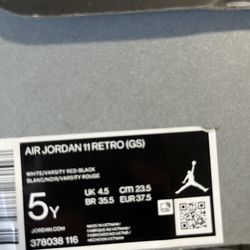 AIR JORDAN 11 RETRO (GS)
WHITE/VARSITY RED-BLACK
BLANC/NOIR/VARSITY ROUGE
5Y
UK 4.5 cm 23.5
BR 35.5 EUR 37.5
JORDAN.COM
378038 116